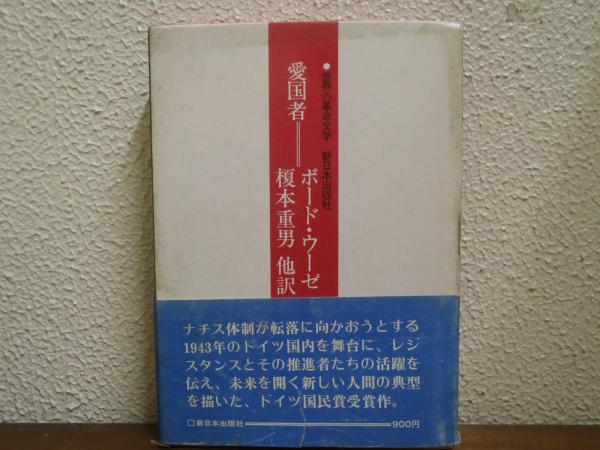 ●世界の革命文学 新日本出版社
愛国者══ボード・ウーゼ
榎本重男 他訳
ナチス体制が転落に向かおうとする
1943年のドイツ国内を舞台に、レジ
スタンスとその推進者たちの活躍を
伝え、未来を開く新しい人間の典型
を描いた、ドイツ国民賞受賞作。
□新日本出版社 900円